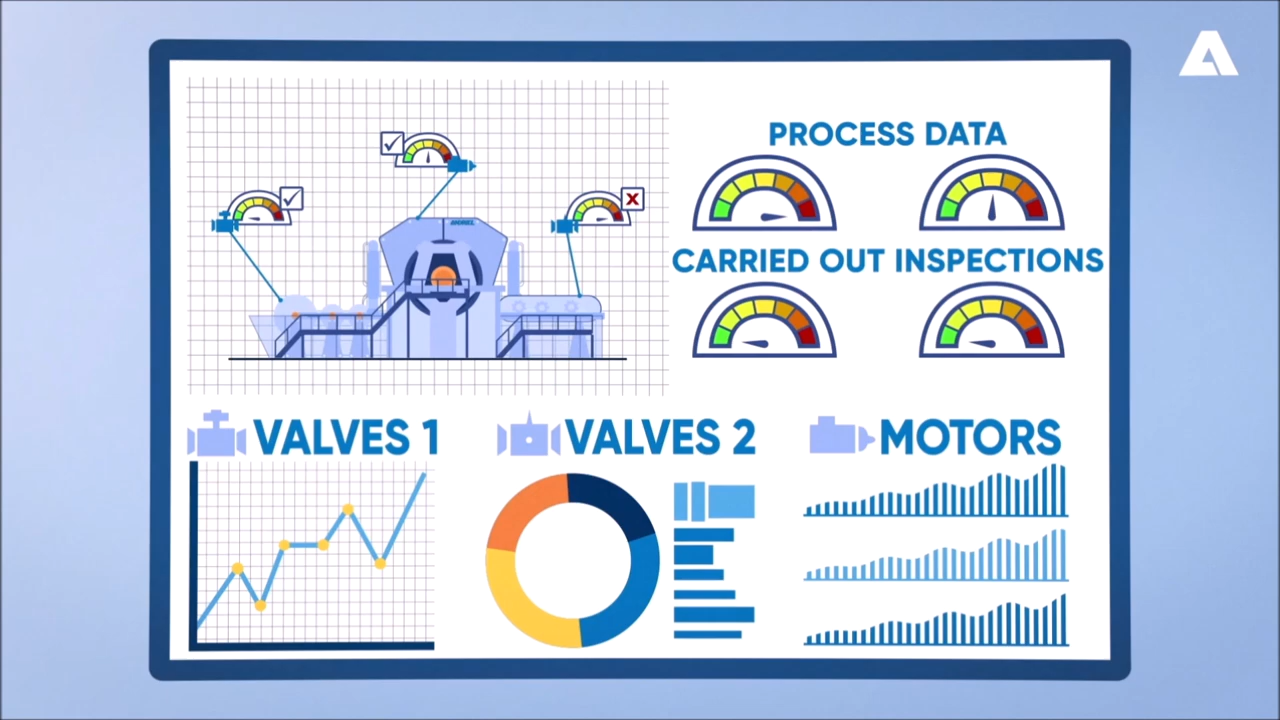 PROCESS DATA
CARRIED OUT INSPECTIONS
VALVES 1
VALVES 2
MOTORS